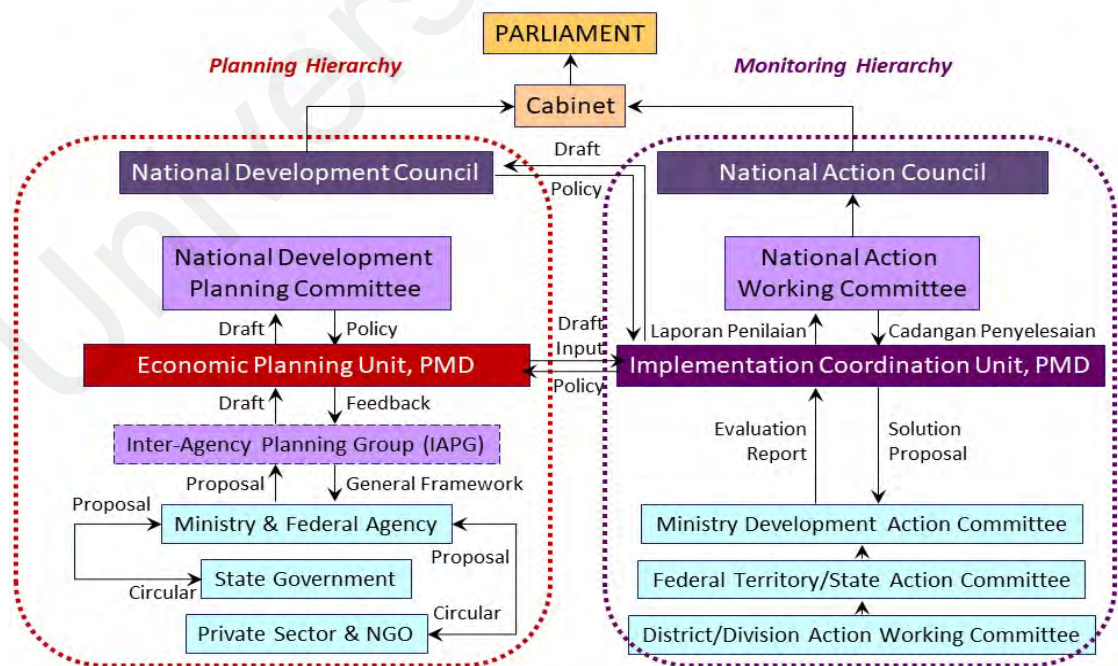 PARLIAMENT
Planning Hierarchy
Monitoring Hierarchy
Cabinet
National Development Council
Draft
Policy
National Action Council
National Development
Planning Committee
National Action
Working Committee
Draft
Policy
Draft
Input
Laporan Penilaian
Cadangan Penyelesaian
Economic Planning Unit, PMD
Policy
Implementation Coordination Unit, PMD
Draft
Feedback
Evaluation
Report
Solution
Proposal
Inter-Agency Planning Group (IAPG)
Proposal
General Framework
Proposal
Ministry & Federal Agency
Proposal
Ministry Development Action Committee
State Government
Circular
Federal Territory/State Action Committee
Circular
Private Sector & NGO
District/Division Action Working Committee